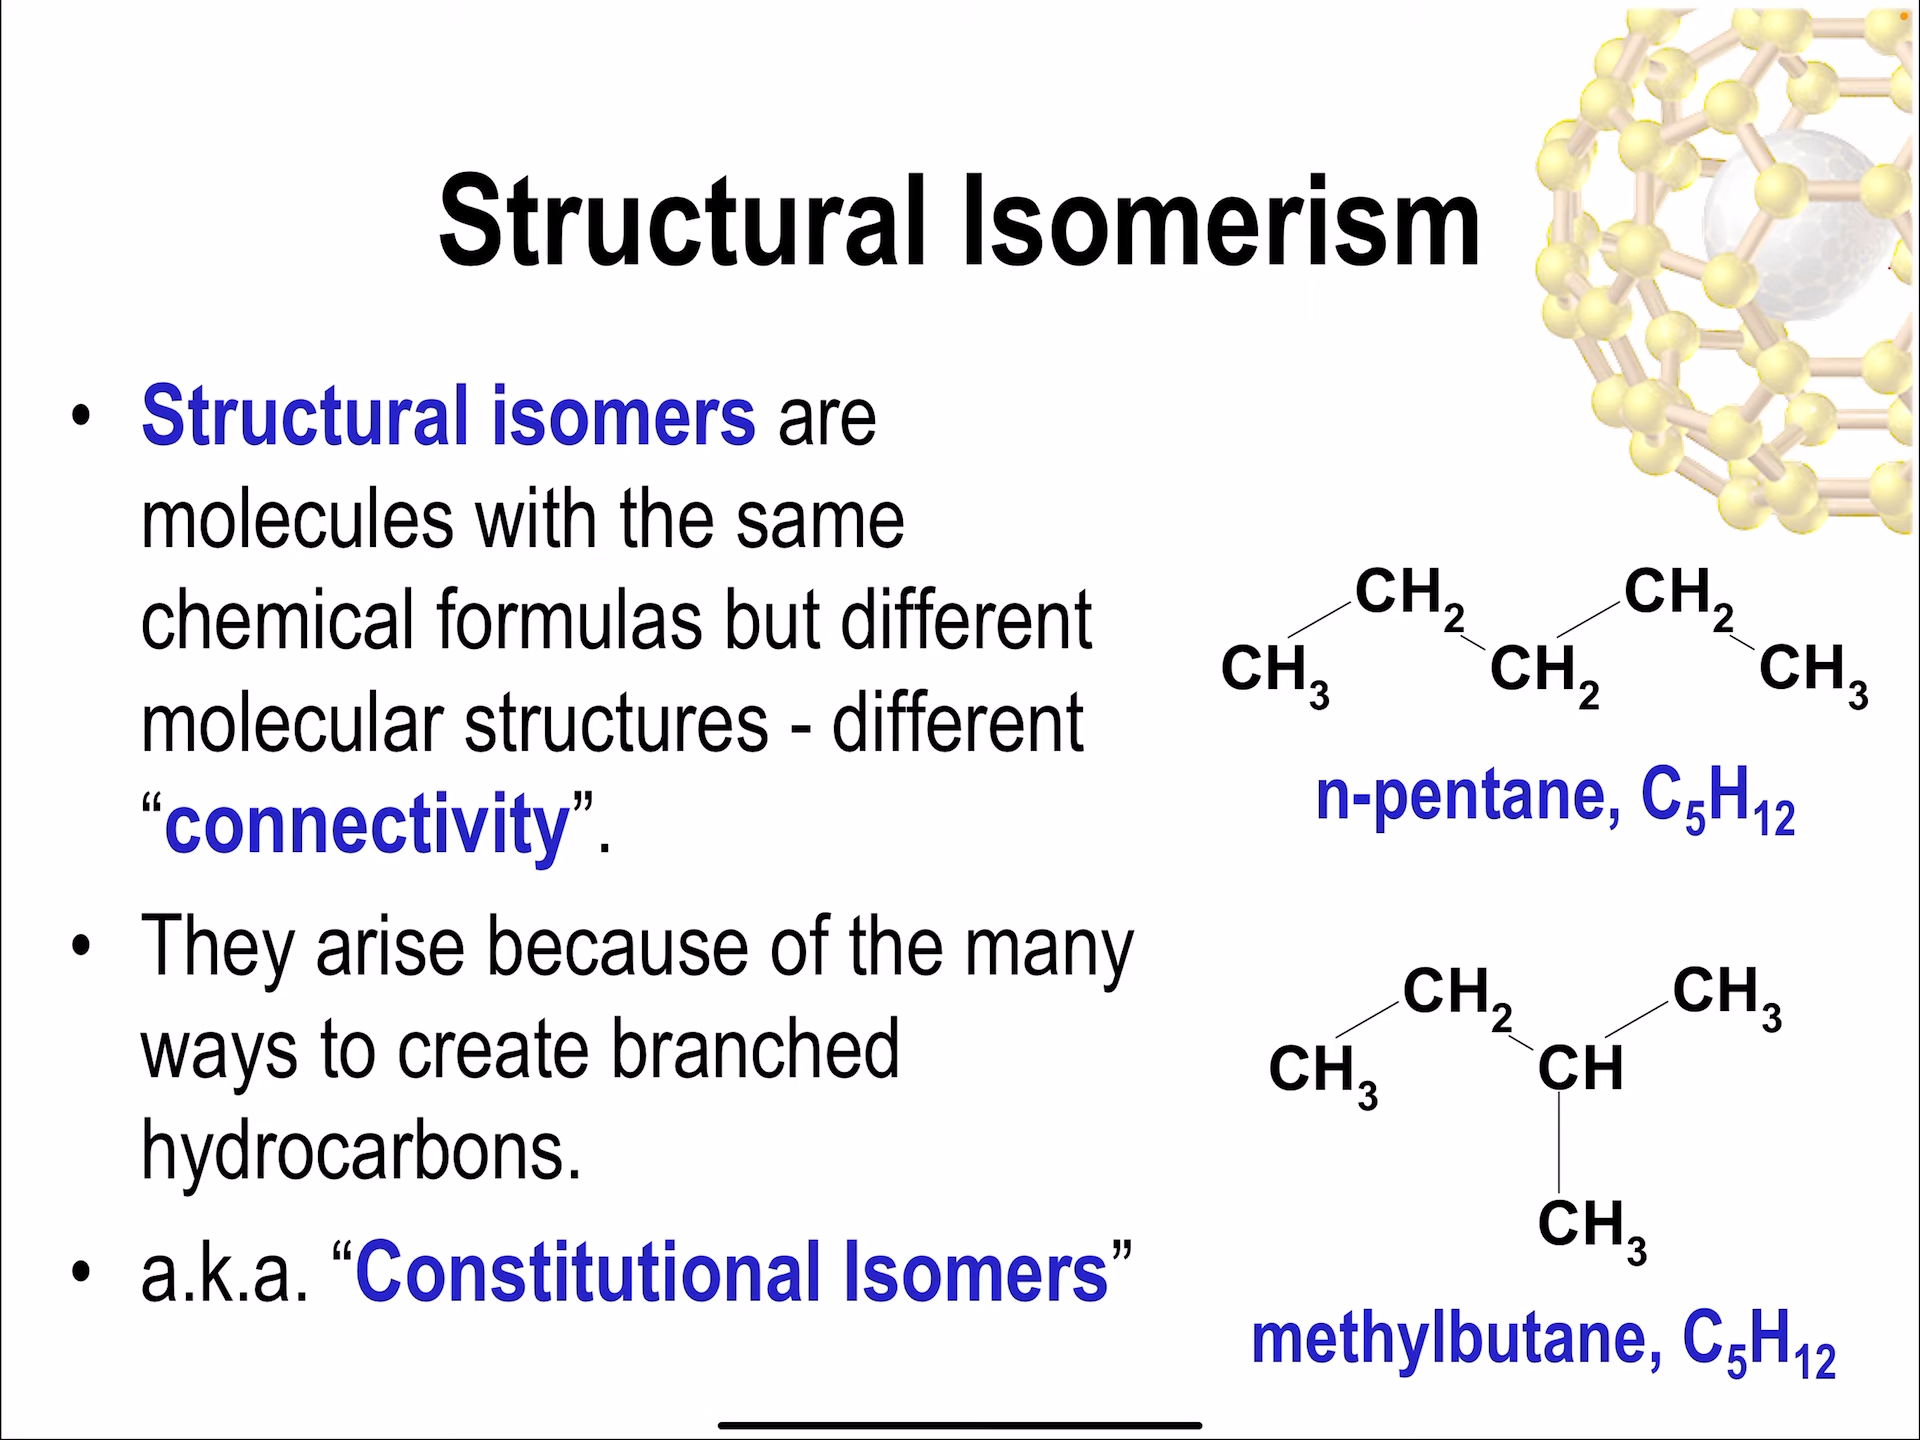 Structural Isomerism
• Structural isomers are
molecules with the same
chemical formulas but different
molecular structures - different
“connectivity”.
• They arise because of the many
ways to create branched
hydrocarbons.
• a.k.a. “Constitutional Isomers”
CH₂ CH₂
CH₃ CH₂ CH₃
n-pentane, C₅H₁₂
CH₂ CH₃
CH₃ CH
CH₃
methylbutane, C₅H₁₂